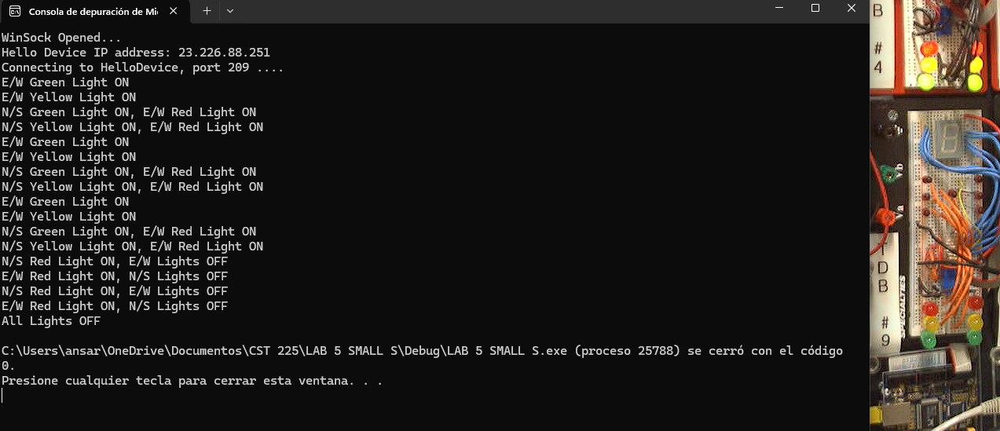 Consola de depuración de Mi
WinSock Opened...
Hello Device IP address: 23.226.88.251
Connecting to HelloDevice, port 209 ....
E/W Green Light ON
E/W Yellow Light ON
N/S Green Light ON, E/W Red Light ON
N/S Yellow Light ON, E/W Red Light ON
E/W Green Light ON
E/W Yellow Light ON
N/S Green Light ON, E/W Red Light ON
N/S Yellow Light ON, E/W Red Light ON
E/W Green Light ON
E/W Yellow Light ON
N/S Green Light ON, E/W Red Light ON
N/S Yellow Light ON, E/W Red Light ON
N/S Red Light ON, E/W Lights OFF
E/W Red Light ON, N/S Lights OFF
N/S Red Light ON, E/W Lights OFF
E/W Red Light ON, N/S Lights OFF
All Lights OFF
C:\Users\ansar\OneDrive\Documentos\CST 225\LAB 5 SMALL S\Debug\LAB 5 SMALL S.exe (proceso 25788) se cerró con el código
0.
Presione cualquier tecla para cerrar esta ventana. . .
B
#
4
Vb
Va
T
D
B
#
9